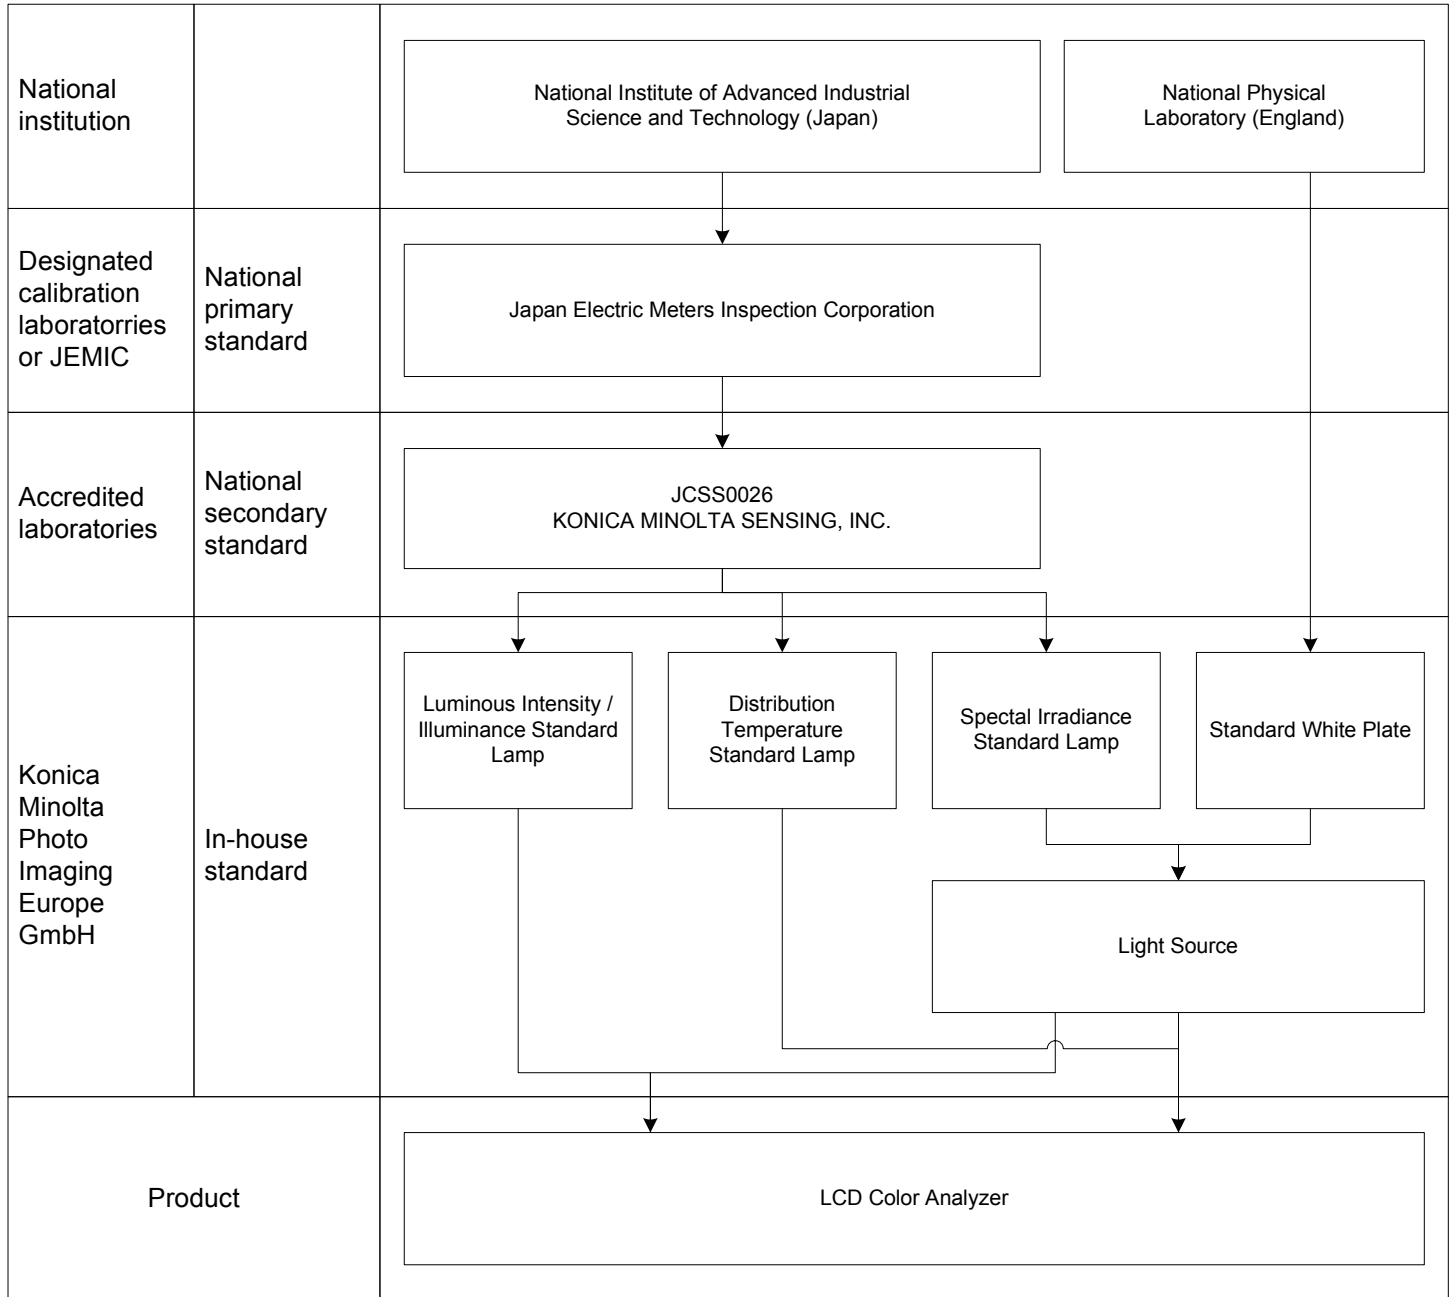 National
institution
National Institute of Advanced Industrial
Science and Technology (Japan)
National Physical
Laboratory (England)
Designated
calibration
laboratorries
or JEMIC
National
primary
standard
Japan Electric Meters Inspection Corporation
Accredited
laboratories
National
secondary
standard
JCSS0026
KONICA MINOLTA SENSING, INC.
Konica
Minolta
Photo
Imaging
Europe
GmbH
In-house
standard
Luminous Intensity /
Illuminance Standard
Lamp
Distribution
Temperature
Standard Lamp
Spectal Irradiance
Standard Lamp
Standard White Plate
Light Source
Product
LCD Color Analyzer